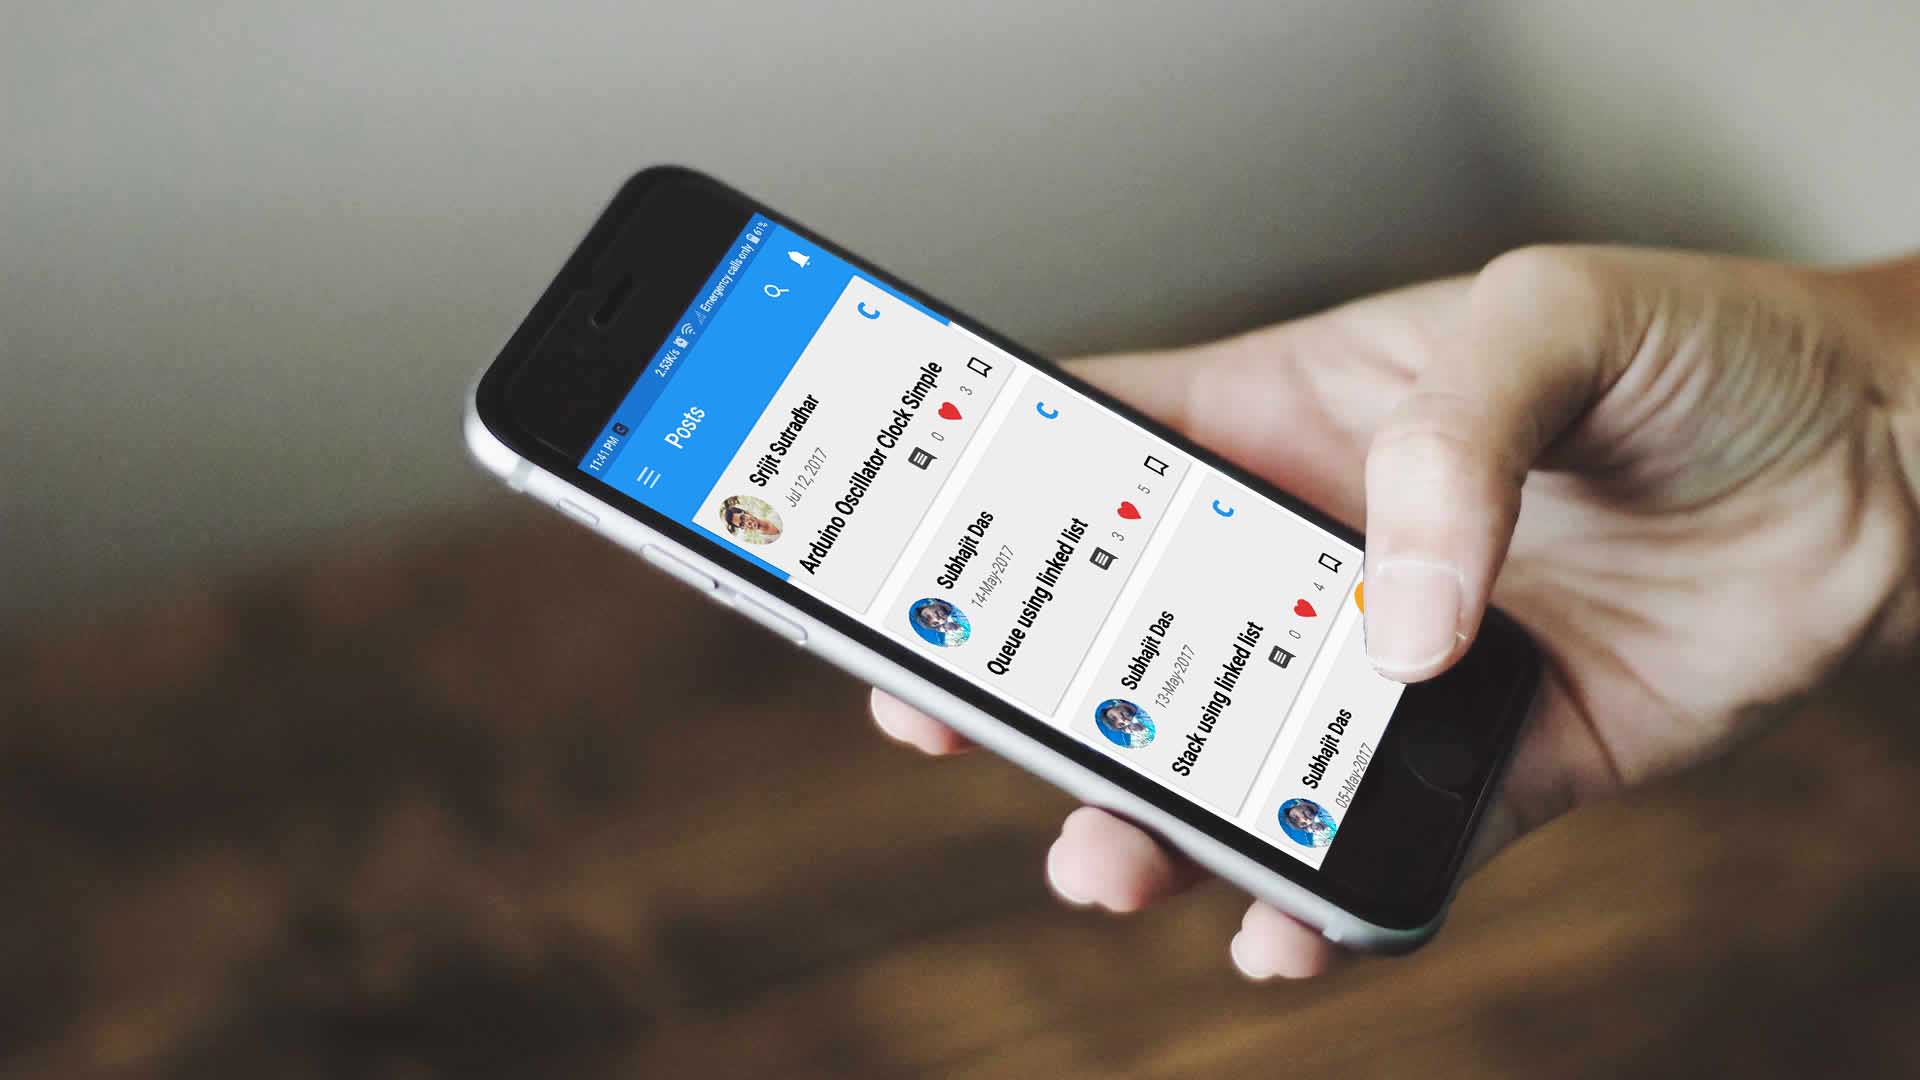 11:41 PM 2.53K/s Emergency calls only 61%
Posts
Srijit Sutradhar
Jul 12, 2017
C
Arduino Oscillator Clock Simple
0 3
Subhajit Das
14-May-2017
C
Queue using linked list
3 5
Subhajit Das
13-May-2017
C
Stack using linked list
0 4
Subhajit Das
05-May-2017